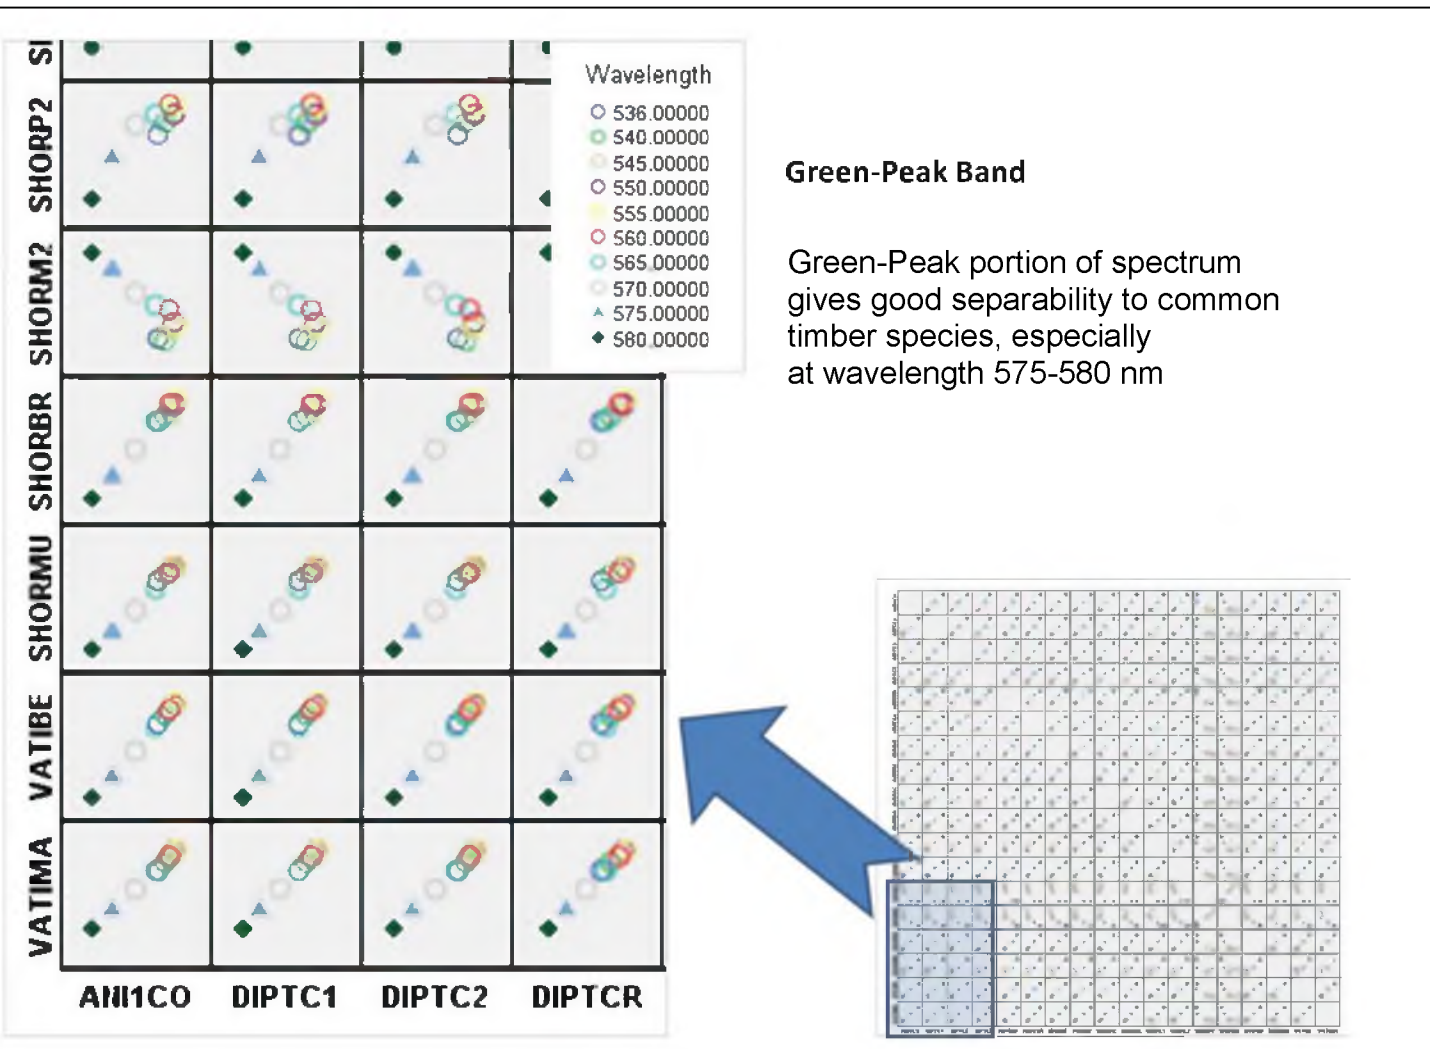 SHORP2
SHORM2
SHORBR
SHORMU
VATIBE
VATIMA
ANI1CO DIPTC1 DIPTC2 DIPTCR
Wavelength
536.00000
540.00000
545.00000
550.00000
555.00000
560.00000
565.00000
570.00000
575.00000
580.00000
Green-Peak Band
Green-Peak portion of spectrum
gives good separability to common
timber species, especially
at wavelength 575-580 nm